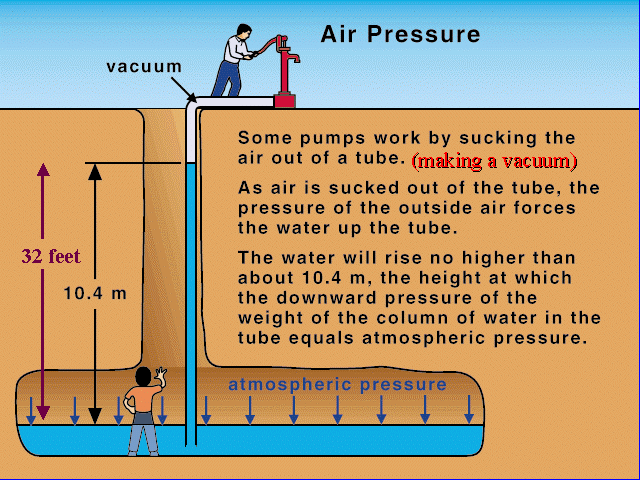 Air Pressure
vacuum
Some pumps work by sucking the
air out of a tube. (making a vacuum)
As air is sucked out of the tube, the
pressure of the outside air forces
the water up the tube.
The water will rise no higher than
about 10.4 m, the height at which
the downward pressure of the
weight of the column of water in the
tube equals atmospheric pressure.
32 feet
10.4 m
atmospheric pressure